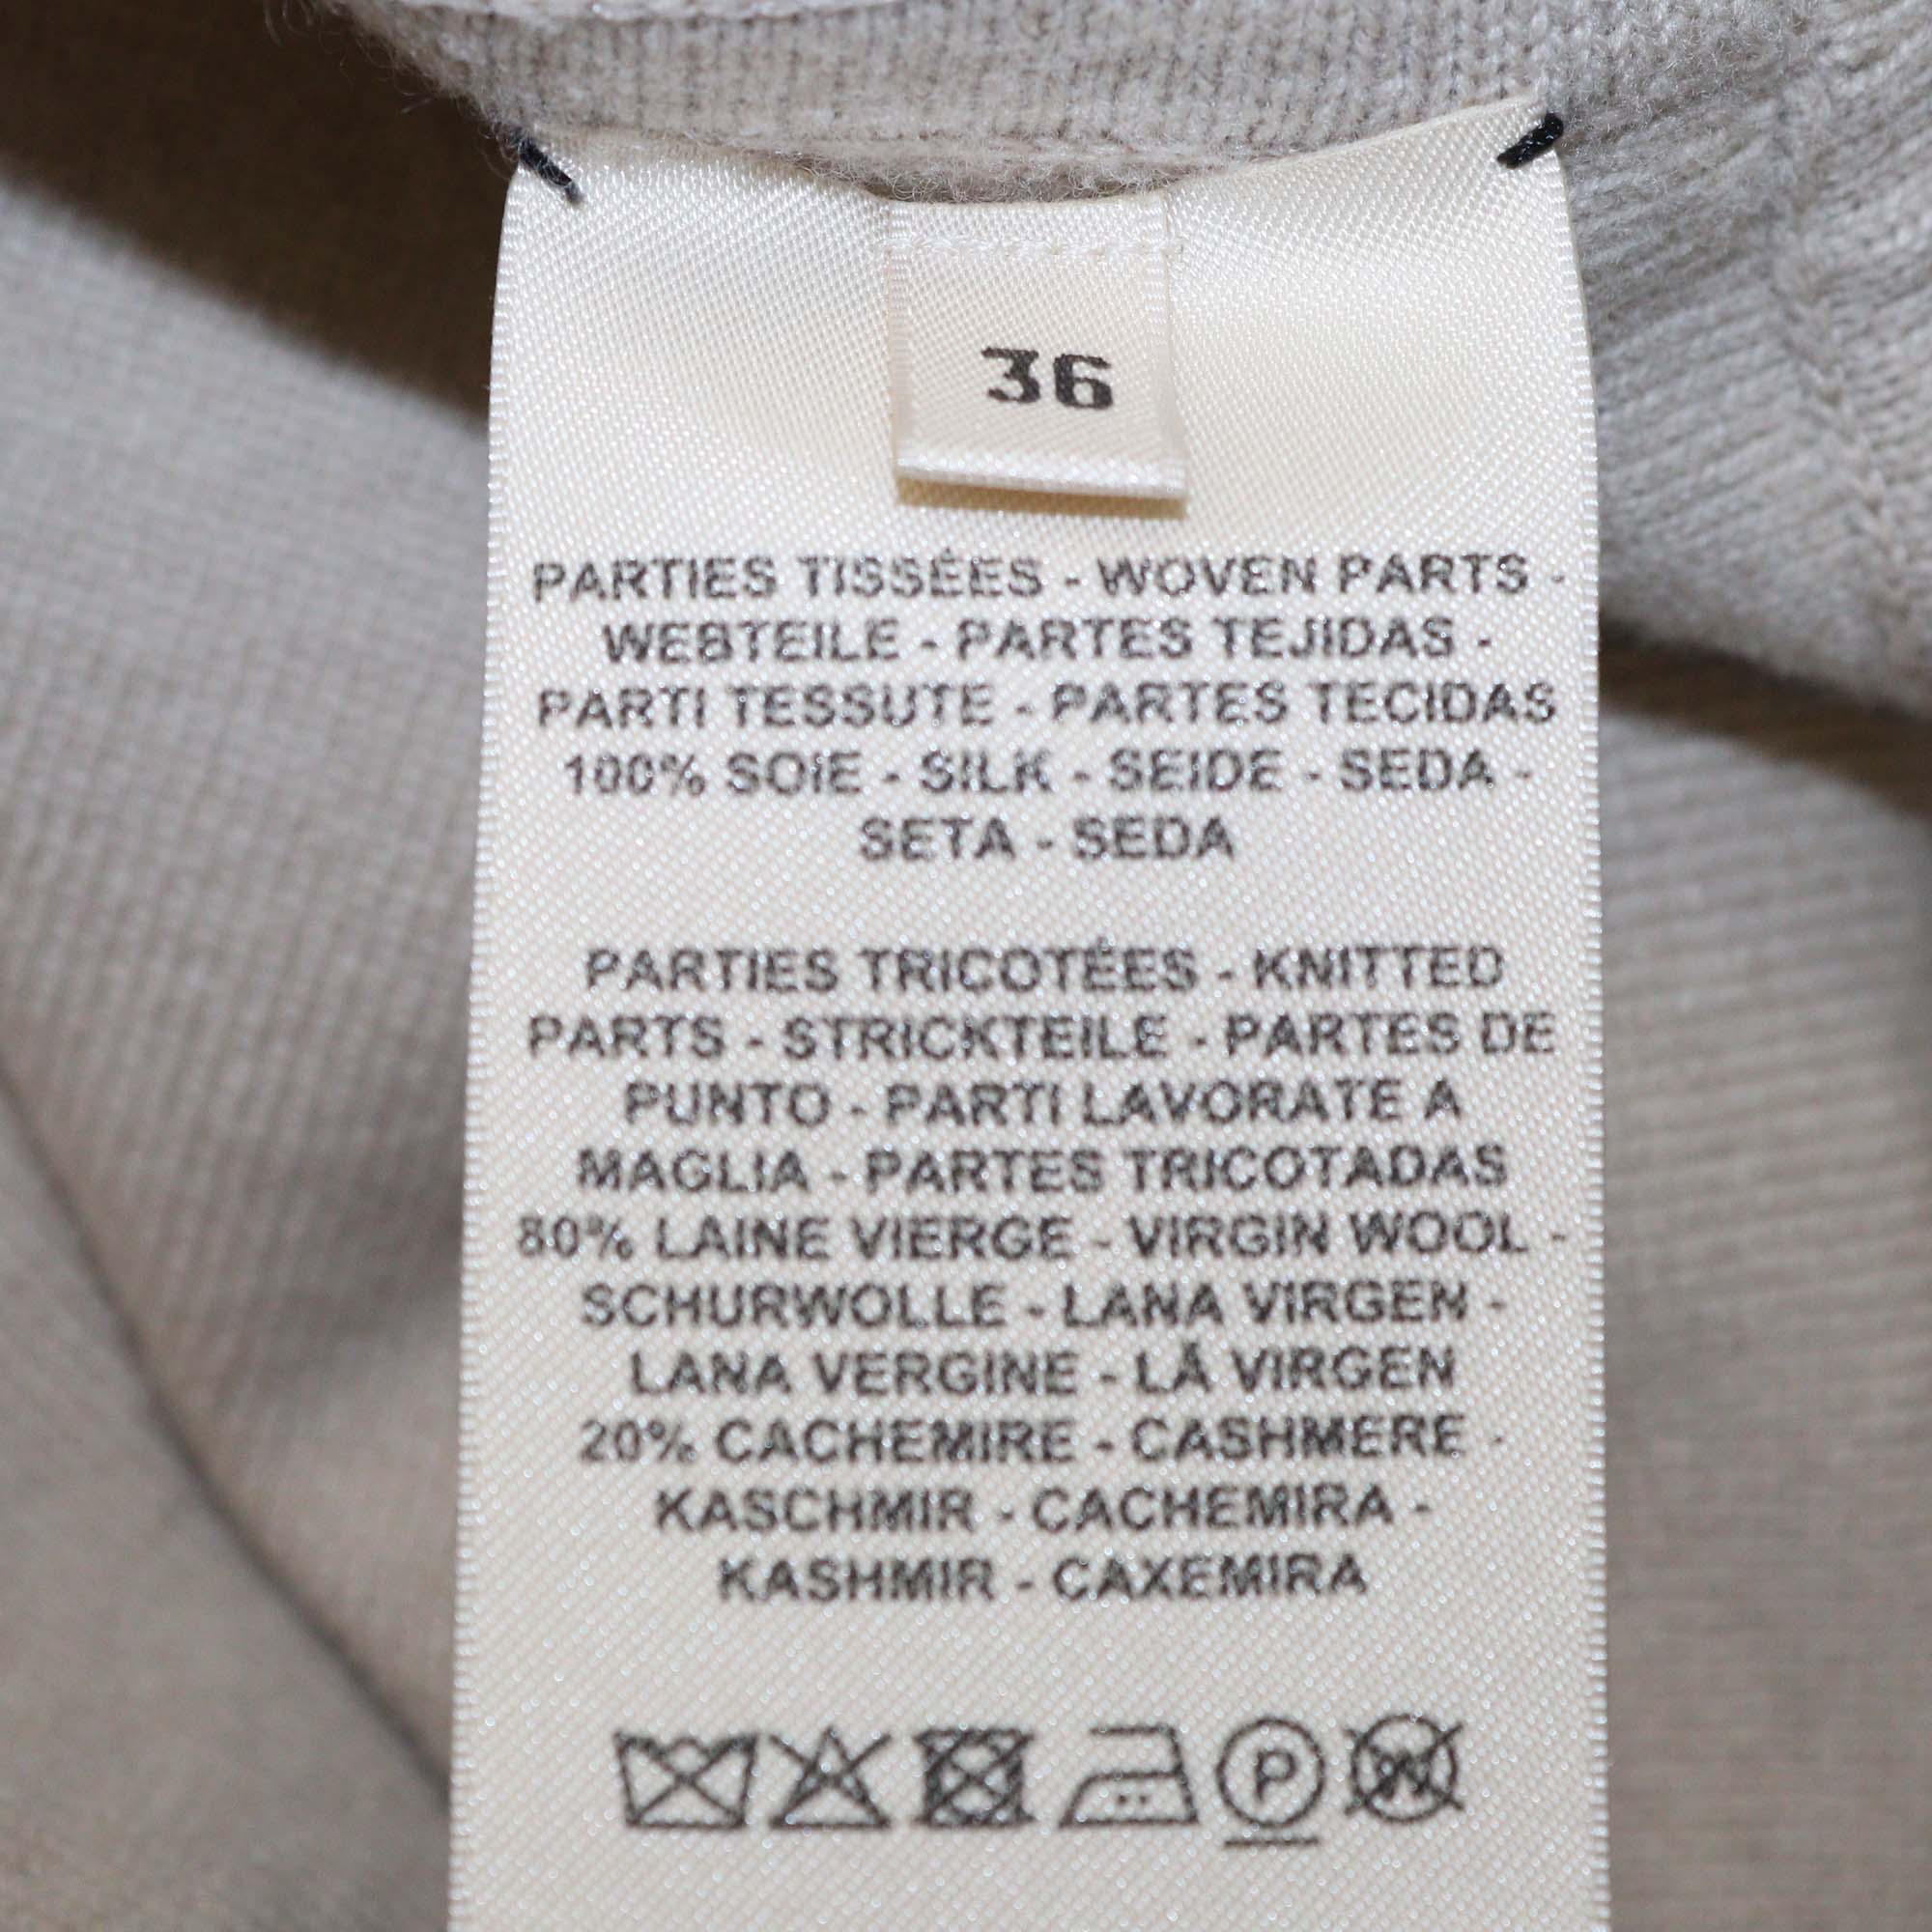 36
PARTIES TISSÉES - WOVEN PARTS -
WEBTEILE - PARTES TEJIDAS -
PARTI TESSUTE - PARTES TECIDAS
100% SOIE - SILK - SEIDE - SEDA -
SETA - SEDA
PARTIES TRICOTÉES - KNITTED
PARTS - STRICKTEILE - PARTES DE
PUNTO - PARTI LAVORATE A
MAGLIA - PARTES TRICOTADAS
80% LAINE VIERGE - VIRGIN WOOL -
SCHURWOLLE - LANA VIRGEN -
LANA VERGINE - LÃ VIRGEN
20% CACHEMIRE - CASHMERE -
KASCHMIR - CACHEMIRA -
KASHMIR - CAXEMIRA
P W